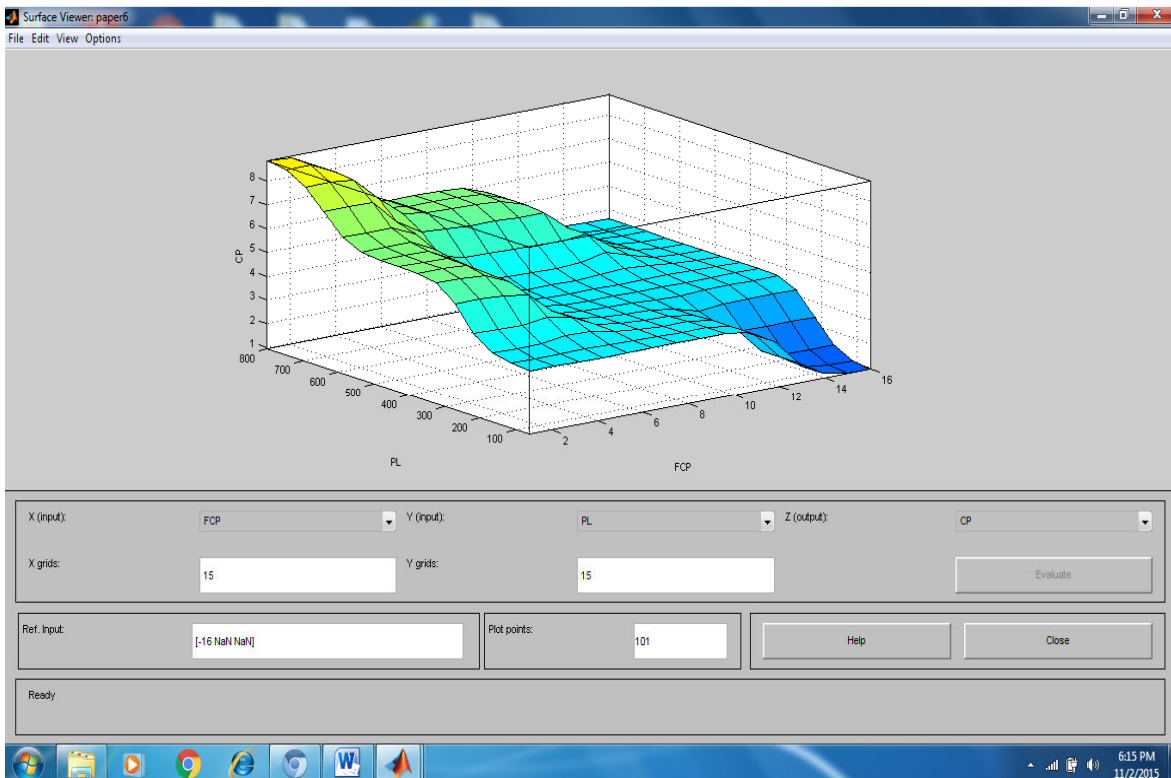 Surface Viewer: paper6
File Edit View Options
8
7
6
5
4
3
2
1
CP
800
700
600
500
400
300
200
100
PL
2
4
6
8
10
12
14
16
FCP
X (input): FCP Y (input): PL Z (output): CP
X grids: 15 Y grids: 15 Evaluate
Ref. Input: [-16 NaN NaN] Plot points: 101 Help Close
Ready
6:15 PM
11/2/2015